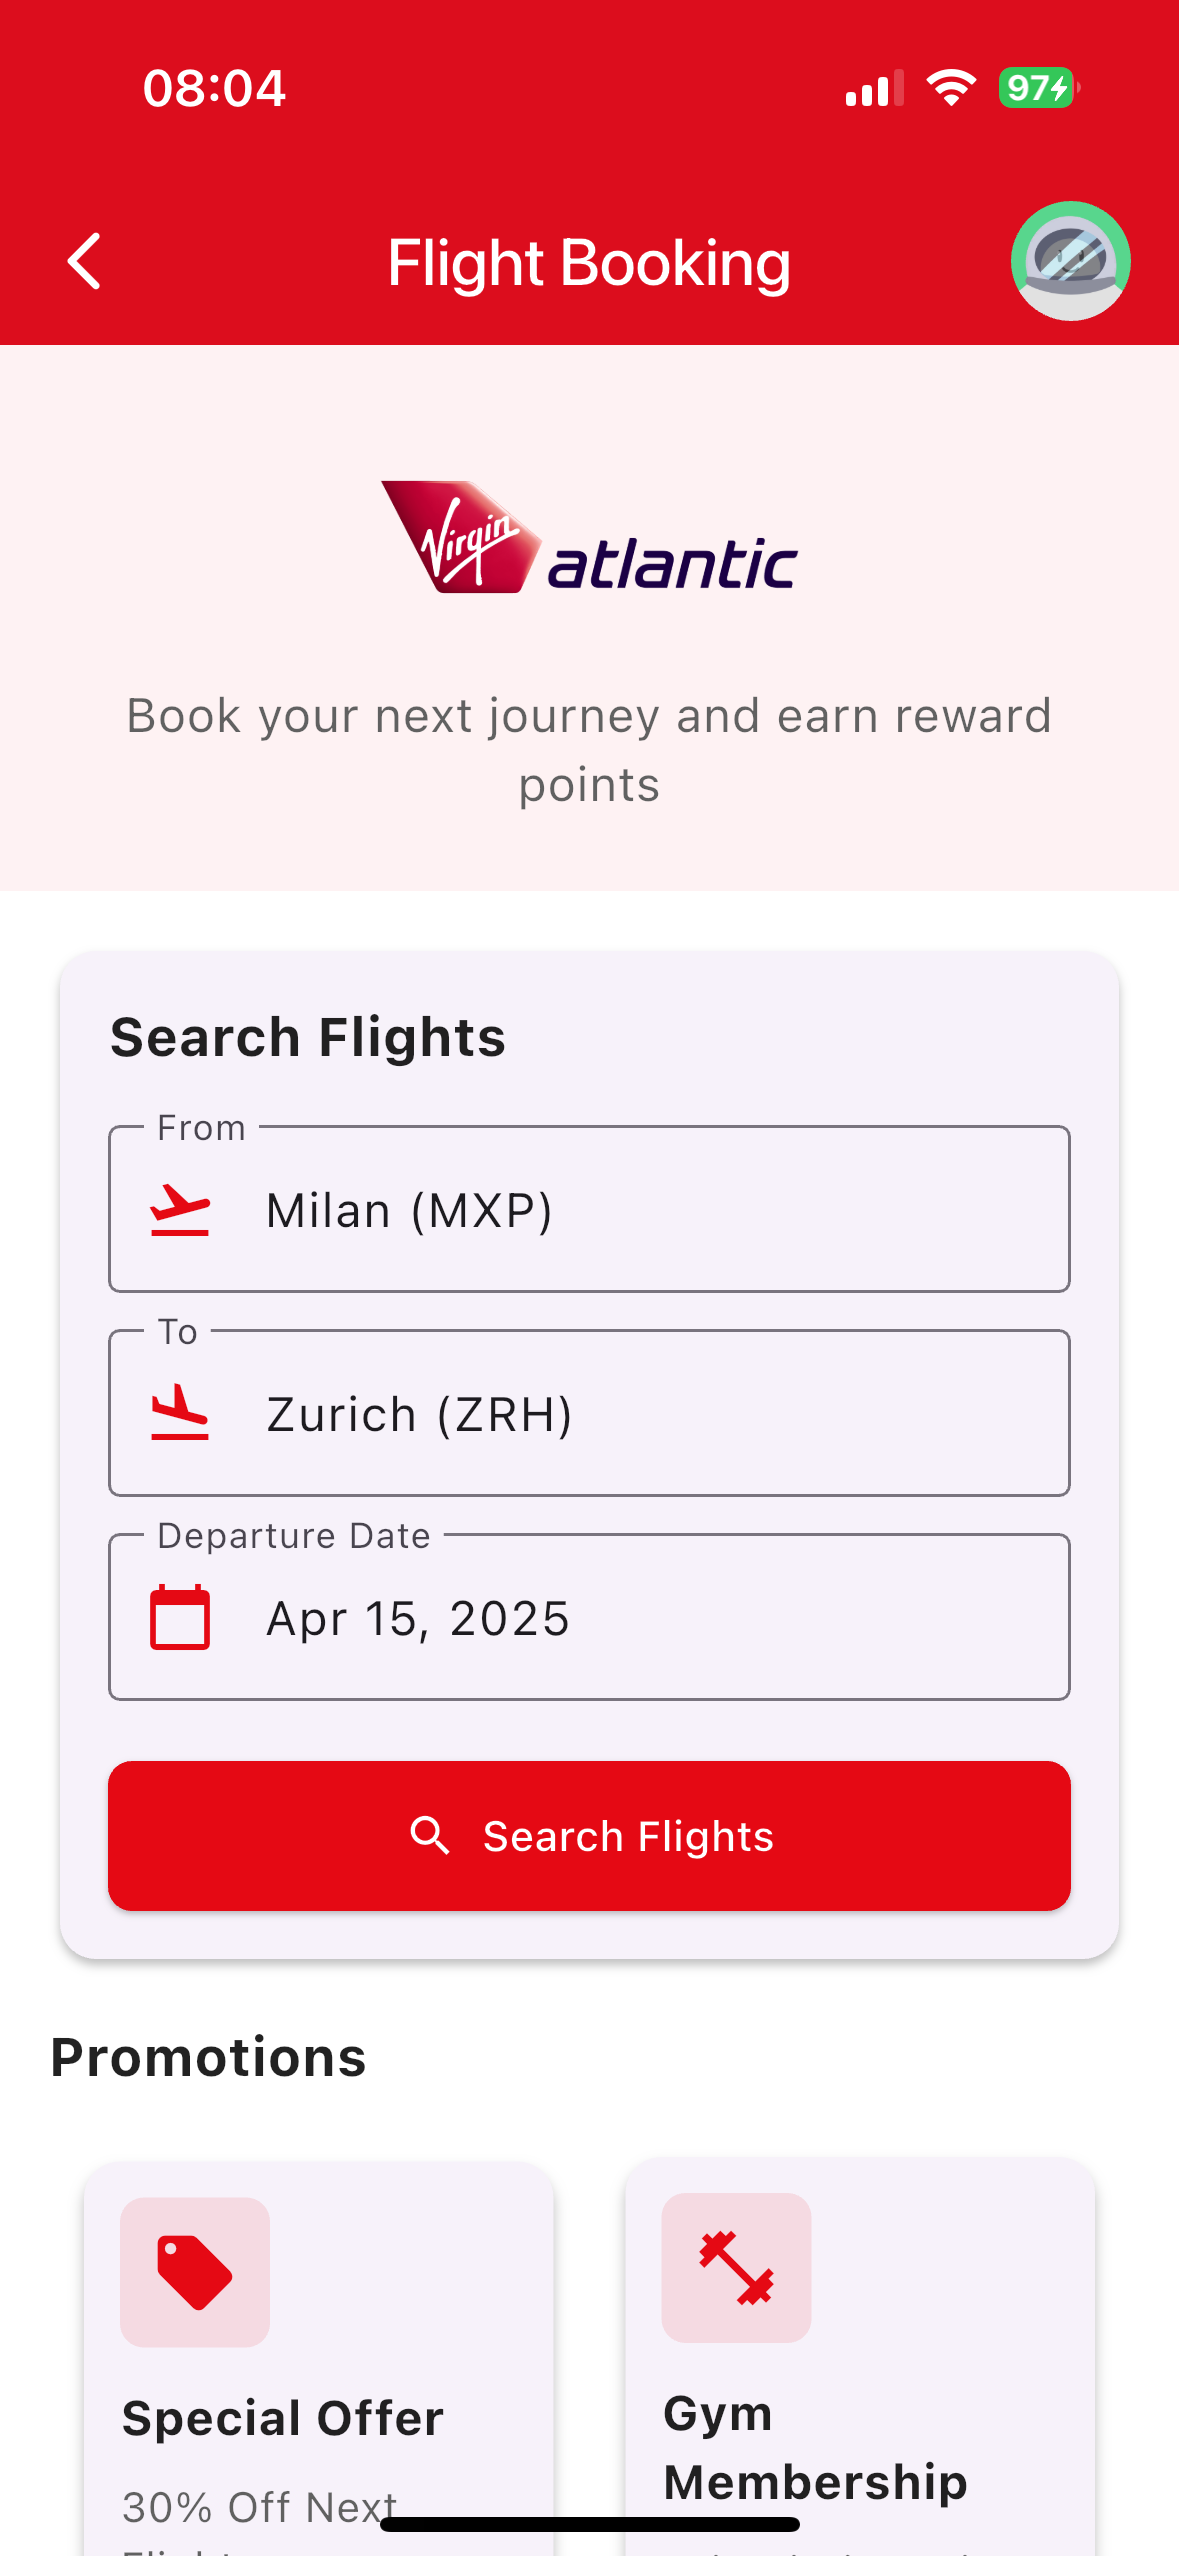 08:04
97
Flight Booking
Virgin atlantic
Book your next journey and earn reward
points
Search Flights
From
Milan (MXP)
To
Zurich (ZRH)
Departure Date
Apr 15, 2025
Search Flights
Promotions
Special Offer
30% Off Next
Gym
Membership